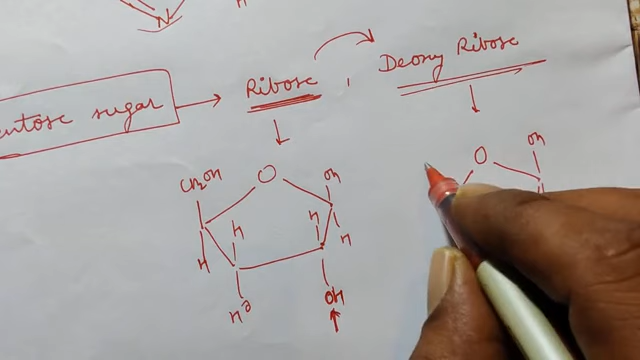 N
Pentose sugar → Ribose , Deoxy Ribose
CH₂OH O OH
H H H H
HO OH
O OH